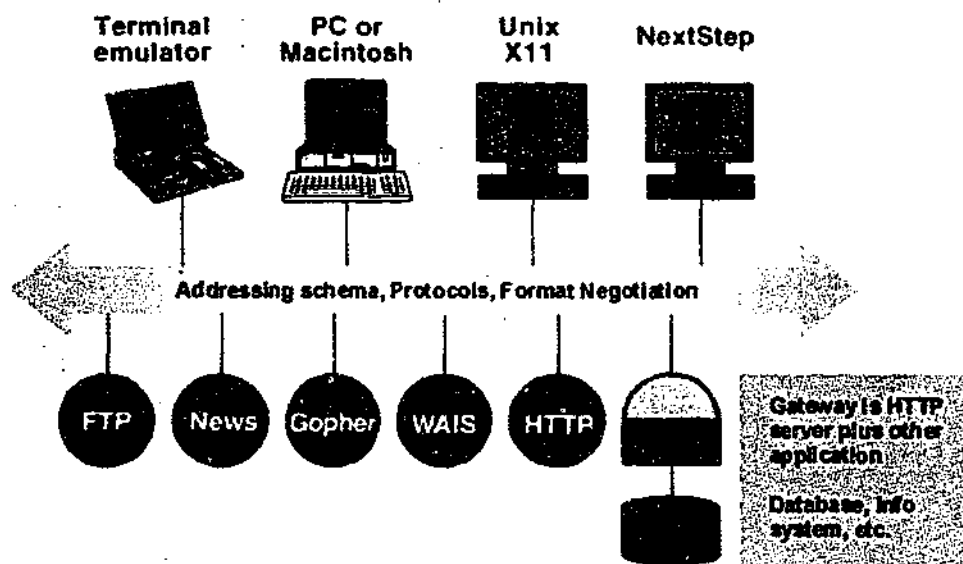 Terminal
emulator
PC or
Macintosh
Unix
X11
NextStep
Addressing schema, Protocols, Format Negotiation
FTP
News
Gopher
WAIS
HTTP
Gateway is HTTP
server plus other
application
Database, info
system, etc.